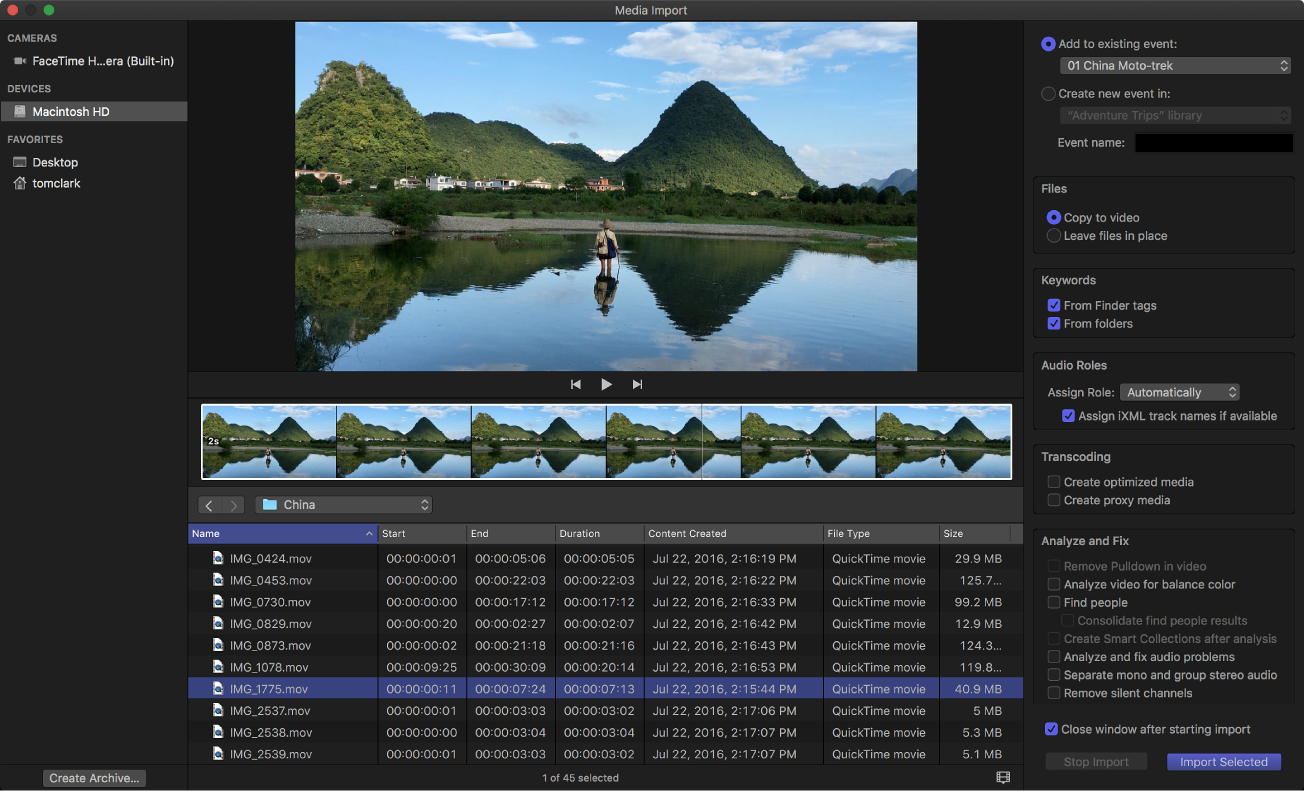 Media Import
CAMERAS
FaceTime H...era (Built-in)
DEVICES
Macintosh HD
FAVORITES
Desktop
tomclark
Create Archive...
2s
China
Name Start End Duration Content Created File Type Size
IMG_0424.mov 00:00:00:01 00:00:05:06 00:00:05:05 Jul 22, 2016, 2:16:19 PM QuickTime movie 29.9 MB
IMG_0453.mov 00:00:00:00 00:00:22:03 00:00:22:03 Jul 22, 2016, 2:16:22 PM QuickTime movie 125.7...
IMG_0730.mov 00:00:00:00 00:00:17:12 00:00:17:12 Jul 22, 2016, 2:16:33 PM QuickTime movie 99.2 MB
IMG_0829.mov 00:00:00:20 00:00:02:27 00:00:02:07 Jul 22, 2016, 2:16:42 PM QuickTime movie 12.9 MB
IMG_0873.mov 00:00:00:02 00:00:21:18 00:00:21:16 Jul 22, 2016, 2:16:43 PM QuickTime movie 124.3...
IMG_1078.mov 00:00:09:25 00:00:30:09 00:00:20:14 Jul 22, 2016, 2:16:53 PM QuickTime movie 119.8...
IMG_1775.mov 00:00:00:11 00:00:07:24 00:00:07:13 Jul 22, 2016, 2:15:44 PM QuickTime movie 40.9 MB
IMG_2537.mov 00:00:00:01 00:00:03:03 00:00:03:02 Jul 22, 2016, 2:17:06 PM QuickTime movie 5 MB
IMG_2538.mov 00:00:00:00 00:00:03:04 00:00:03:04 Jul 22, 2016, 2:17:07 PM QuickTime movie 5.3 MB
IMG_2539.mov 00:00:00:01 00:00:03:03 00:00:03:02 Jul 22, 2016, 2:17:07 PM QuickTime movie 5.1 MB
1 of 45 selected
Add to existing event:
01 China Moto-trek
Create new event in:
“Adventure Trips” library
Event name:
Files
Copy to video
Leave files in place
Keywords
From Finder tags
From folders
Audio Roles
Assign Role: Automatically
Assign iXML track names if available
Transcoding
Create optimized media
Create proxy media
Analyze and Fix
Remove Pulldown in video
Analyze video for balance color
Find people
Consolidate find people results
Create Smart Collections after analysis
Analyze and fix audio problems
Separate mono and group stereo audio
Remove silent channels
Close window after starting import
Stop Import Import Selected